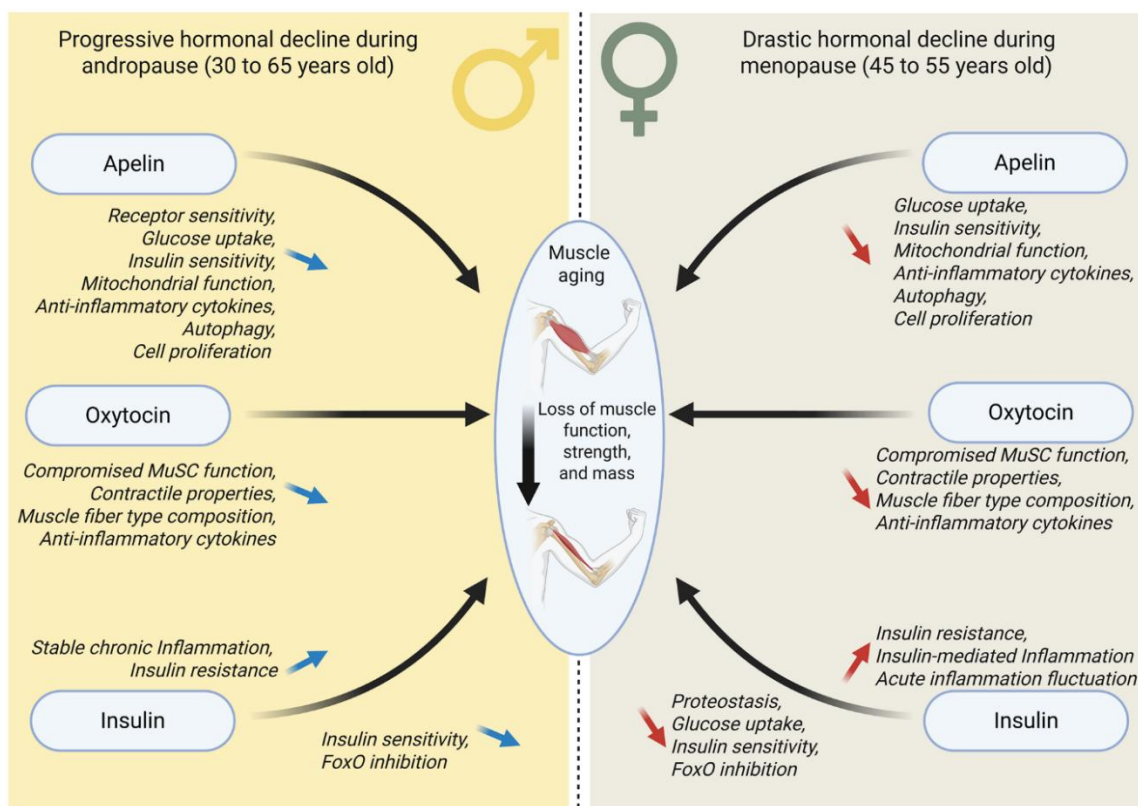 Progressive hormonal decline during
andropause (30 to 65 years old)
Apelin
Receptor sensitivity,
Glucose uptake,
Insulin sensitivity,
Mitochondrial function,
Anti-inflammatory cytokines,
Autophagy,
Cell proliferation
Oxytocin
Compromised MuSC function,
Contractile properties,
Muscle fiber type composition,
Anti-inflammatory cytokines
Stable chronic Inflammation,
Insulin resistance
Insulin
Insulin sensitivity,
FoxO inhibition
Muscle
aging
Loss of muscle
function,
strength,
and mass
Drastic hormonal decline during
menopause (45 to 55 years old)
Apelin
Glucose uptake,
Insulin sensitivity,
Mitochondrial function,
Anti-inflammatory cytokines,
Autophagy,
Cell proliferation
Oxytocin
Compromised MuSC function,
Contractile properties,
Muscle fiber type composition,
Anti-inflammatory cytokines
Insulin resistance,
Insulin-mediated Inflammation
Acute inflammation fluctuation
Insulin
Proteostasis,
Glucose uptake,
Insulin sensitivity,
FoxO inhibition